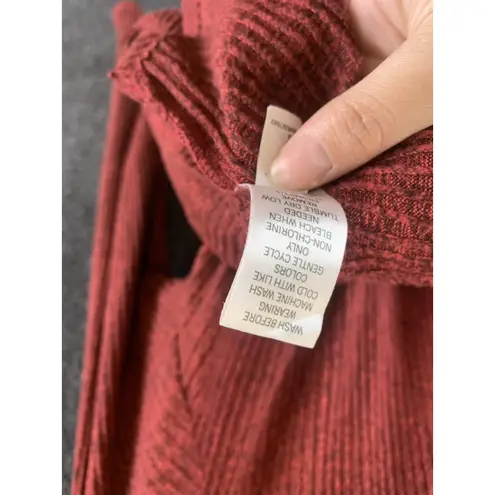 WASH BEFORE
WEARING
MACHINE WASH
COLD WITH LIKE
COLORS
GENTLE CYCLE
ONLY
NON-CHLORINE
BLEACH WHEN
NEEDED
TUMBLE DRY LOW
REMOVE